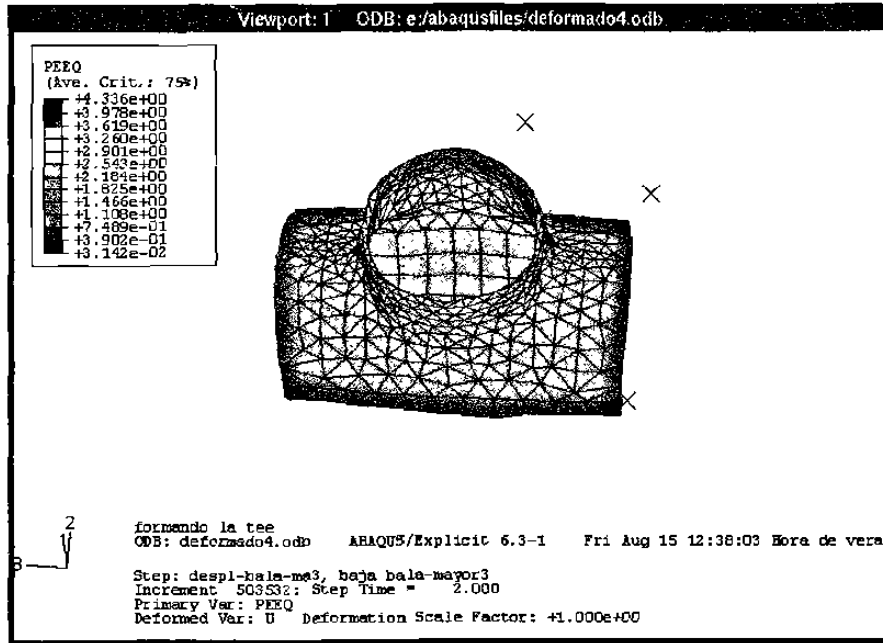 Viewport: 1 ODB: e:/abaqusfiles/deformado4.odb
PEEQ
(Ave. Crit.: 75%)
+4.336e+00
+3.978e+00
+3.619e+00
+3.260e+00
+2.901e+00
+2.543e+00
+2.184e+00
+1.825e+00
+1.466e+00
+1.108e+00
+7.489e-01
+3.902e-01
+3.142e-02
2
1
3
formando la tee
ODB: deformado4.odb ABAQUS/Explicit 6.3-1 Fri Aug 15 12:38:03 Hora de vera
Step: despl-bala-ma3, baja bala-mayor3
Increment 503532: Step Time = 2.000
Primary Var: PEEQ
Deformed Var: U Deformation Scale Factor: +1.000e+00